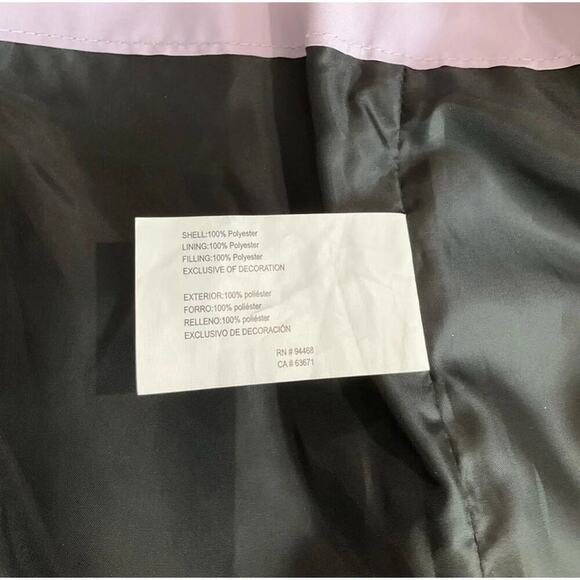 SHELL:100% Polyester
LINING:100% Polyester
FILLING:100% Polyester
EXCLUSIVE OF DECORATION
EXTERIOR:100% poliéster
FORRO:100% poliéster
RELLENO:100% poliéster
EXCLUSIVO DE DECORACIÓN
RN # 94468
CA # 63671